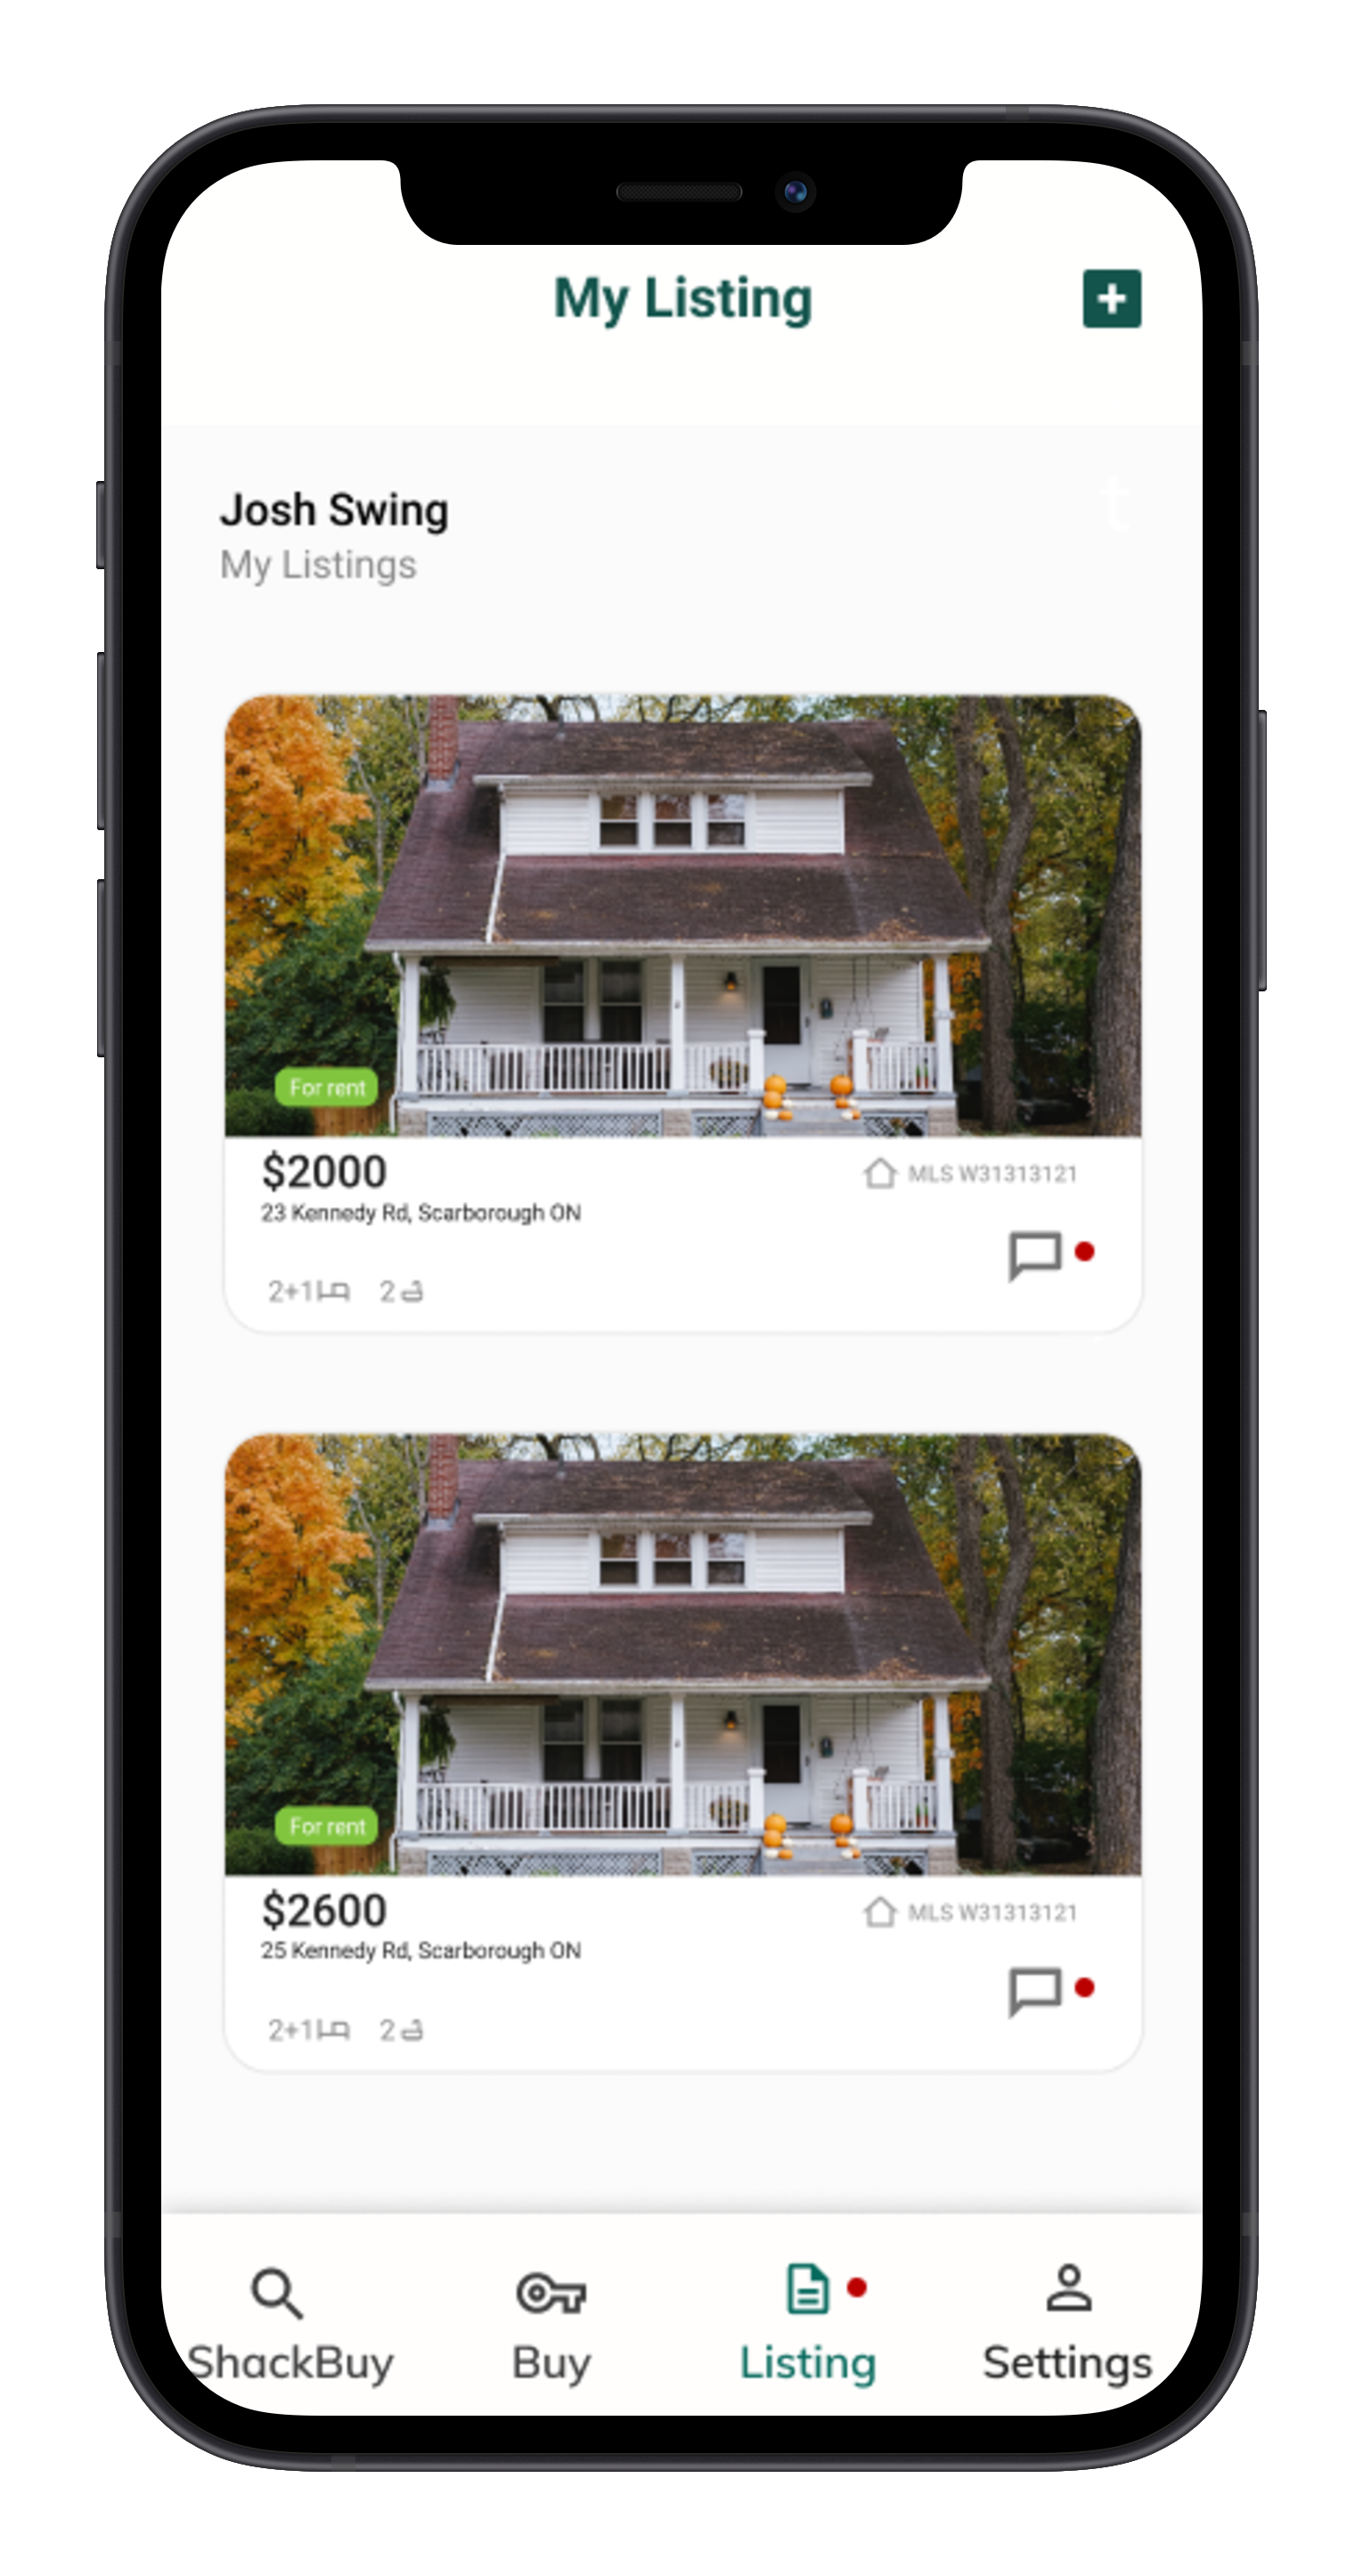 My Listing
Josh Swing
t
My Listings
For rent
$2000
MLS W31313121
23 Kennedy Rd, Scarborough ON
2+1 2
For rent
$2600
MLS W31313121
25 Kennedy Rd, Scarborough ON
2+1 2
ShackBuy Buy Listing Settings